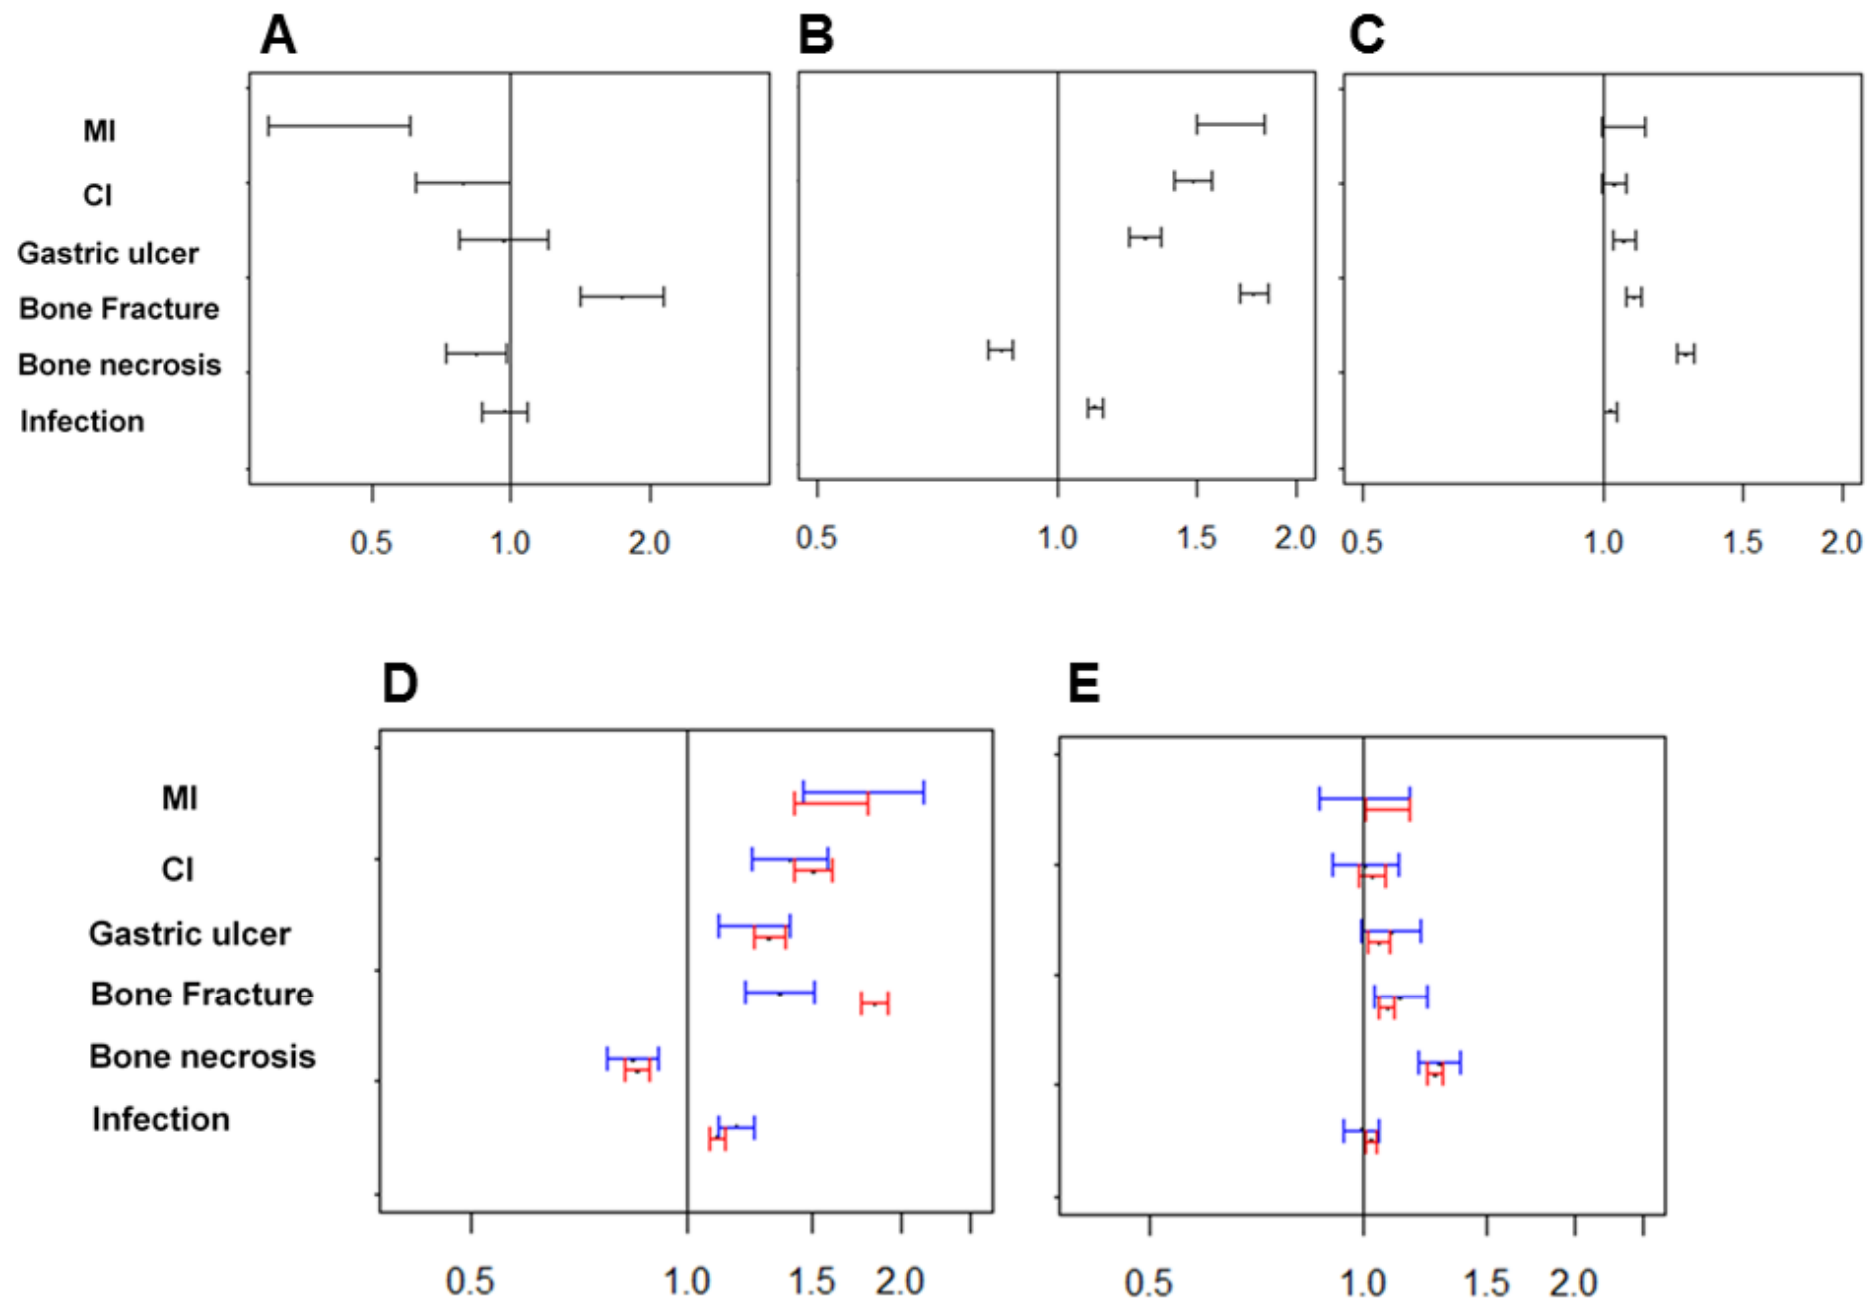 A B C
MI
CI
Gastric ulcer
Bone Fracture
Bone necrosis
Infection
0.5 1.0 2.0 0.5 1.0 1.5 2.0 0.5 1.0 1.5 2.0
D E
MI
CI
Gastric ulcer
Bone Fracture
Bone necrosis
Infection
0.5 1.0 1.5 2.0 0.5 1.0 1.5 2.0